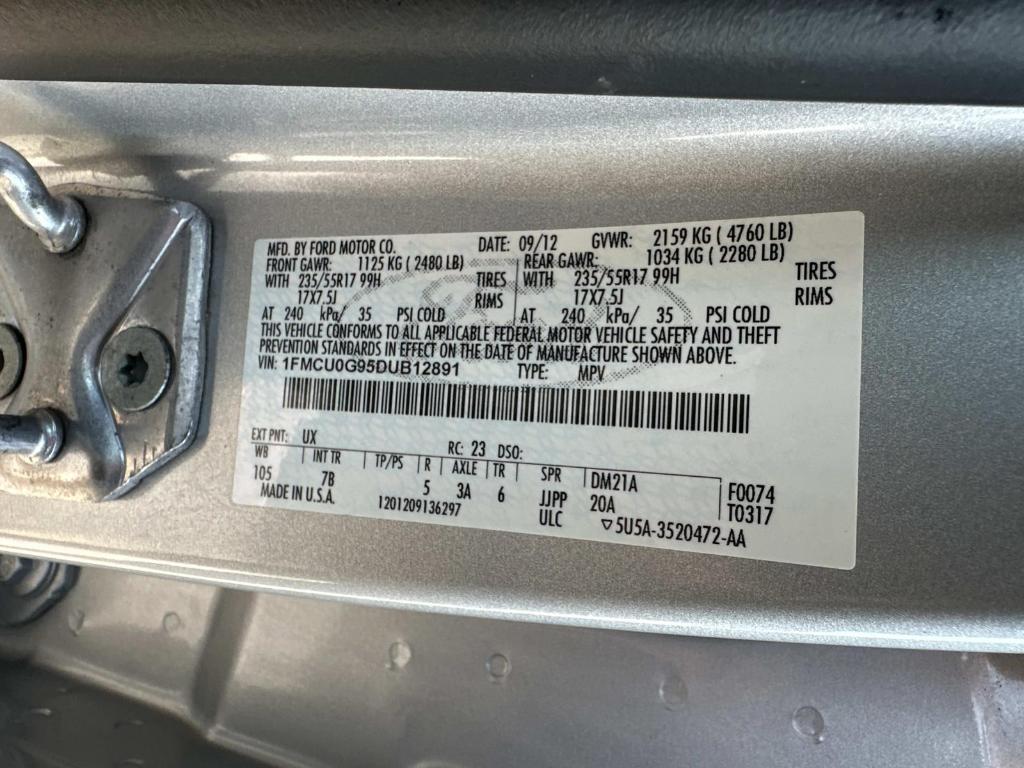 MFD. BY FORD MOTOR CO. DATE: 09/12 GVWR: 2159 KG ( 4760 LB)
FRONT GAWR: 1125 KG ( 2480 LB) REAR GAWR: 1034 KG ( 2280 LB)
WITH 235/55R17 99H TIRES WITH 235/55R17 99H TIRES
17X7.5J RIMS 17X7.5J RIMS
AT 240 kPa/ 35 PSI COLD AT 240 kPa/ 35 PSI COLD
THIS VEHICLE CONFORMS TO ALL APPLICABLE FEDERAL MOTOR VEHICLE SAFETY AND THEFT
PREVENTION STANDARDS IN EFFECT ON THE DATE OF MANUFACTURE SHOWN ABOVE.
VIN: 1FMCU0G95DUB12891 TYPE: MPV
EXT PNT: UX RC: 23 DSO:
WB INT TR TP/PS R AXLE TR SPR DM21A F0074
105 7B 5 3A 6 JJPP 20A T0317
MADE IN U.S.A. 1201209136297 ULC ▽5U5A-3520472-AA